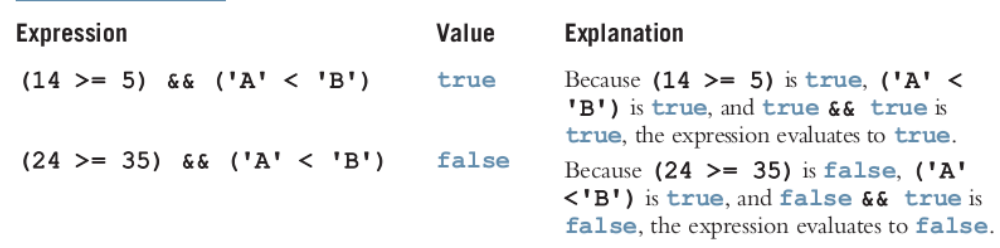 Expression Value Explanation
(14 >= 5) && ('A' < 'B') true Because (14 >= 5) is true, ('A' <
'B') is true, and true && true is
true, the expression evaluates to true.
(24 >= 35) && ('A' < 'B') false Because (24 >= 35) is false, ('A'
<'B') is true, and false && true is
false, the expression evaluates to false.